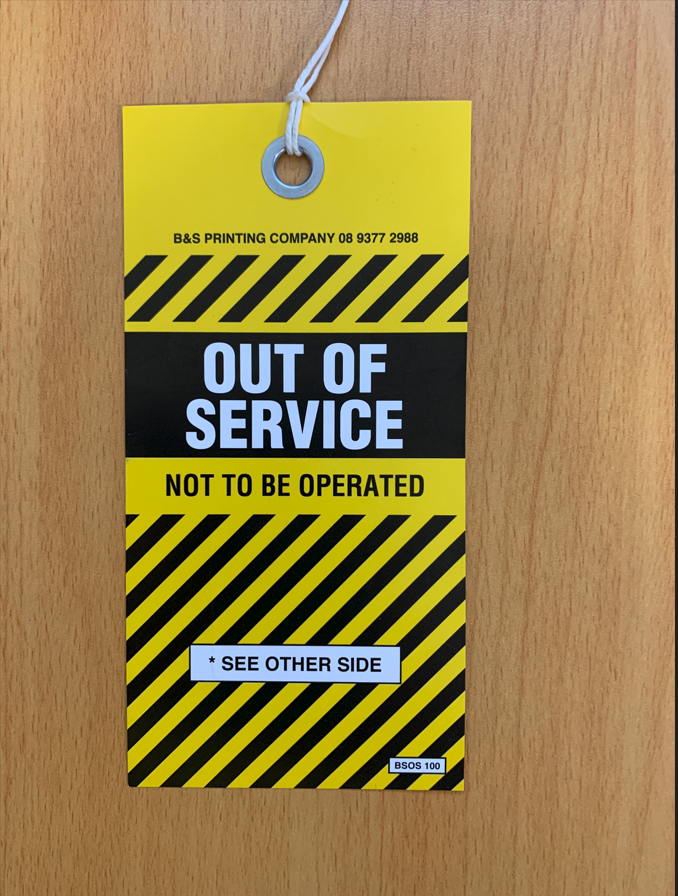 B&S PRINTING COMPANY 08 9377 2988
OUT OF
SERVICE
NOT TO BE OPERATED
* SEE OTHER SIDE
BSOS 100